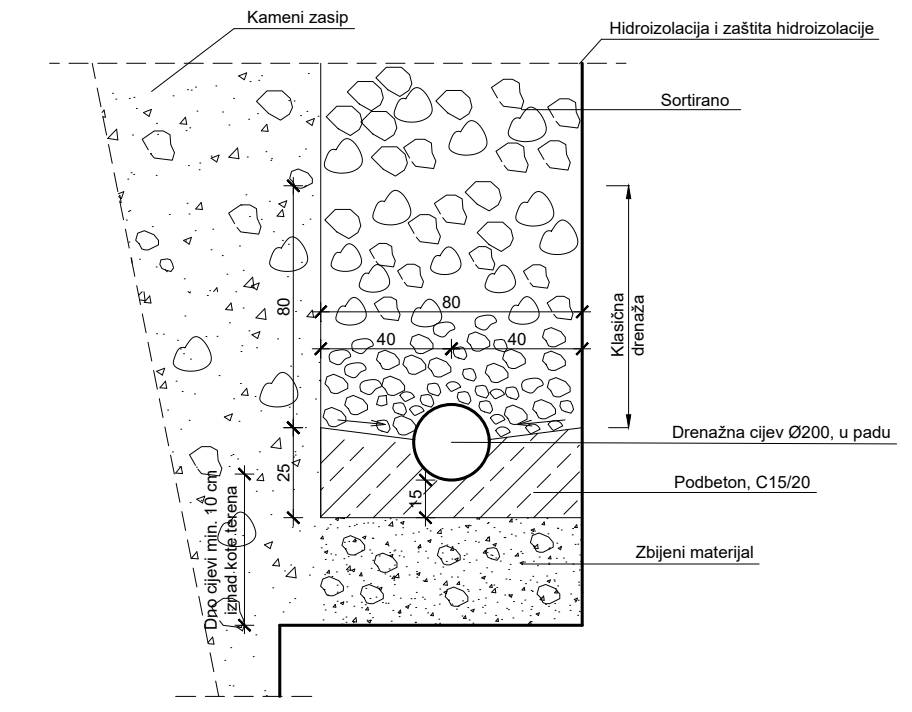 Kameni zasip
Hidroizolacija i zaštita hidroizolacije
Sortirano
80
80
40
40
Klasična
drenaža
Drenažna cijev Ø200, u padu
25
15
Podbeton, C15/20
Dno cijevi min. 10 cm
iznad kote terena
Zbijeni materijal